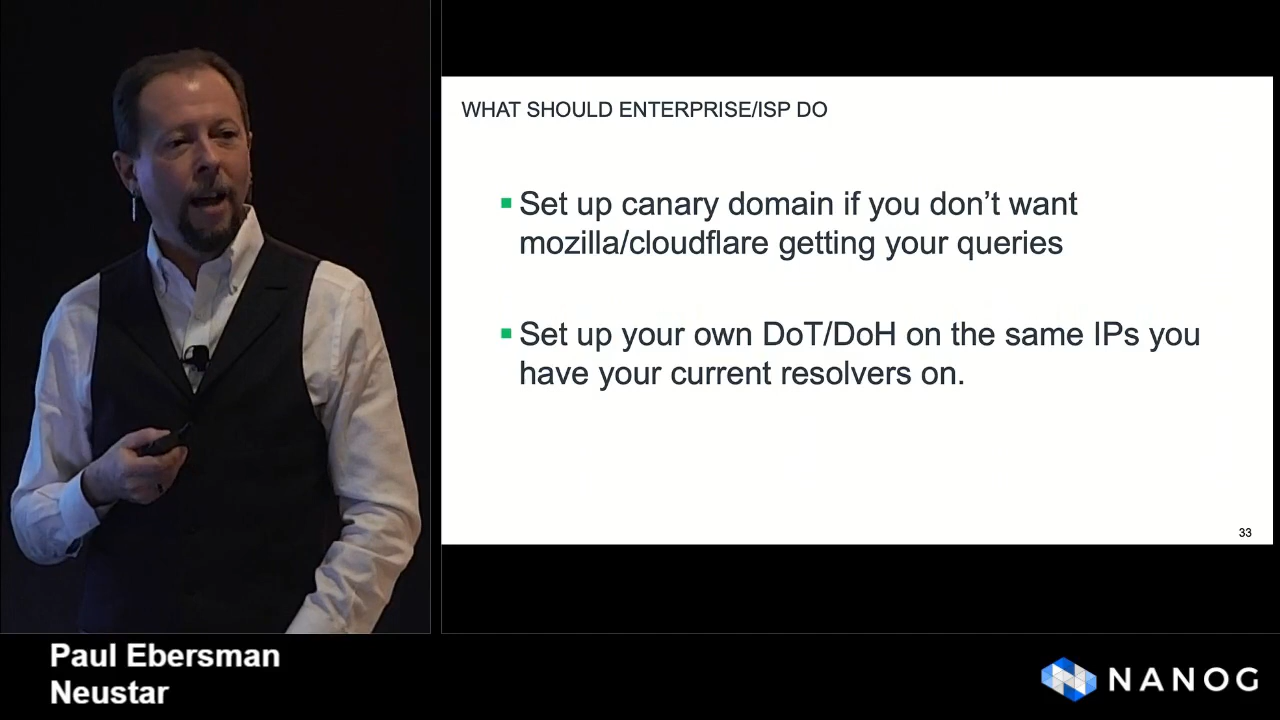 WHAT SHOULD ENTERPRISE/ISP DO
Set up canary domain if you don’t want
mozilla/cloudflare getting your queries
Set up your own DoT/DoH on the same IPs you
have your current resolvers on.
33
Paul Ebersman
Neustar
NANOG